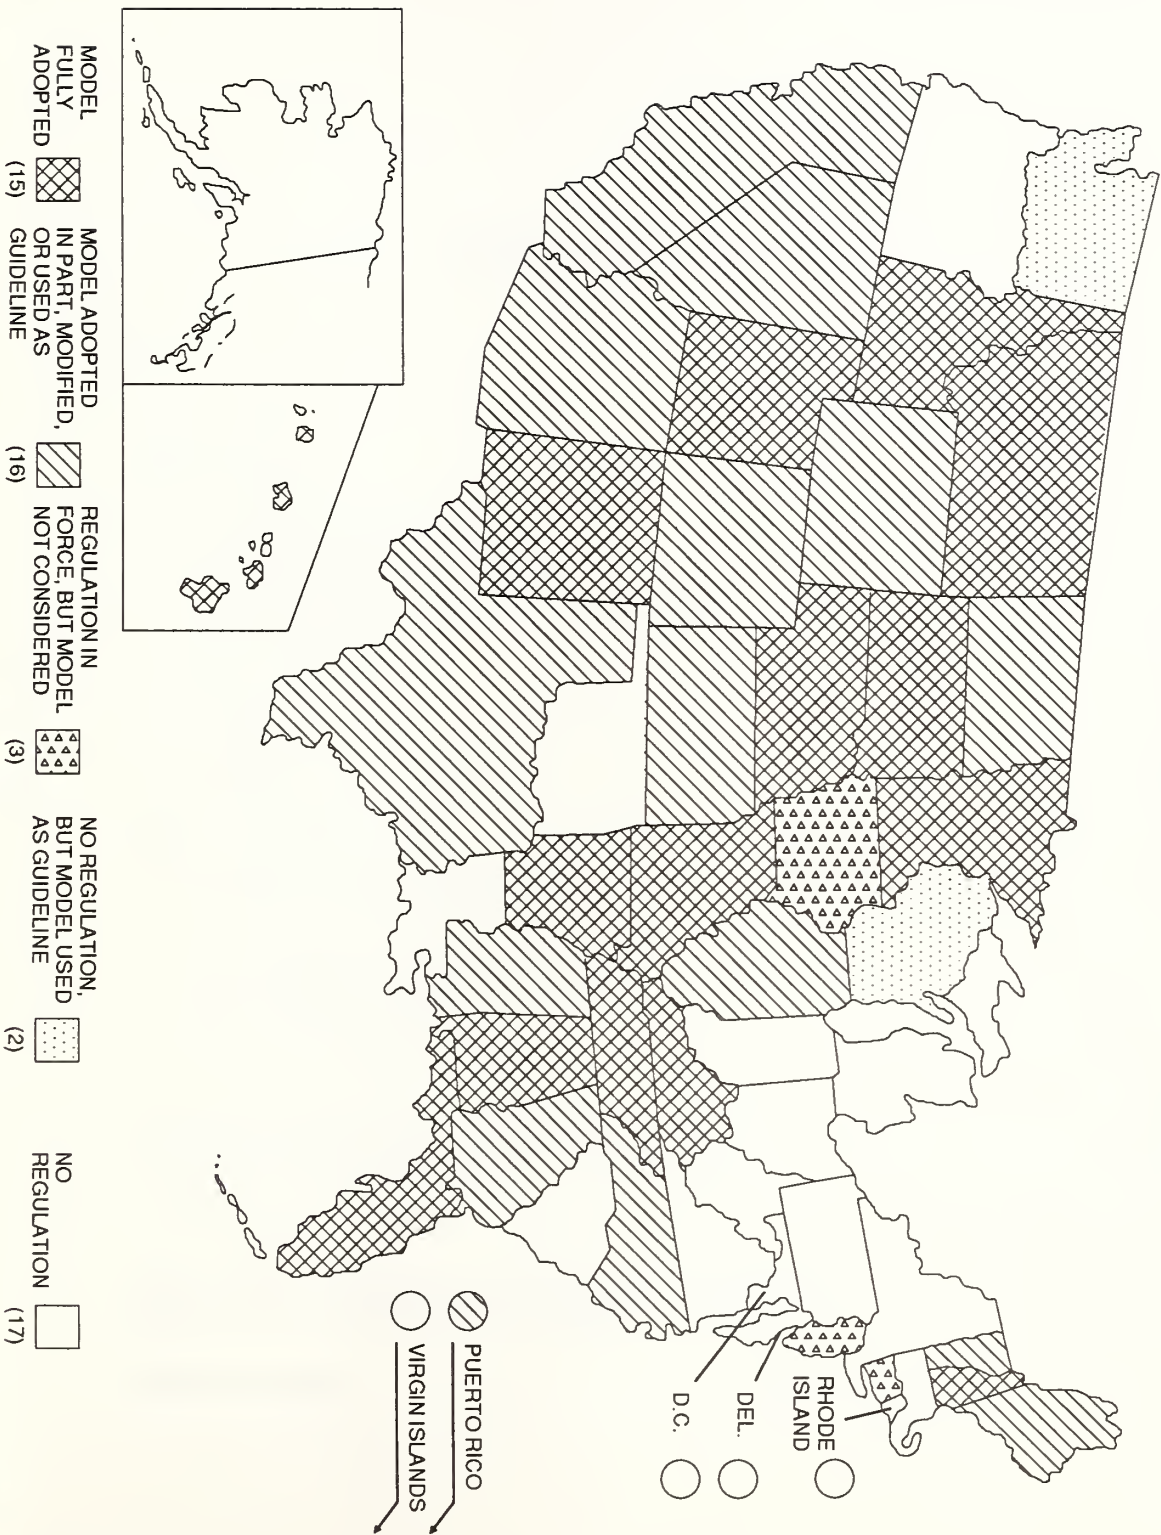 RHODE
ISLAND
DEL.
D.C.
PUERTO RICO
VIRGIN ISLANDS
MODEL
FULLY
ADOPTED
(15)
MODEL ADOPTED
IN PART, MODIFIED,
OR USED AS
GUIDELINE
(16)
REGULATION IN
FORCE, BUT MODEL
NOT CONSIDERED
(3)
NO REGULATION,
BUT MODEL USED
AS GUIDELINE
(2)
NO
REGULATION
(17)